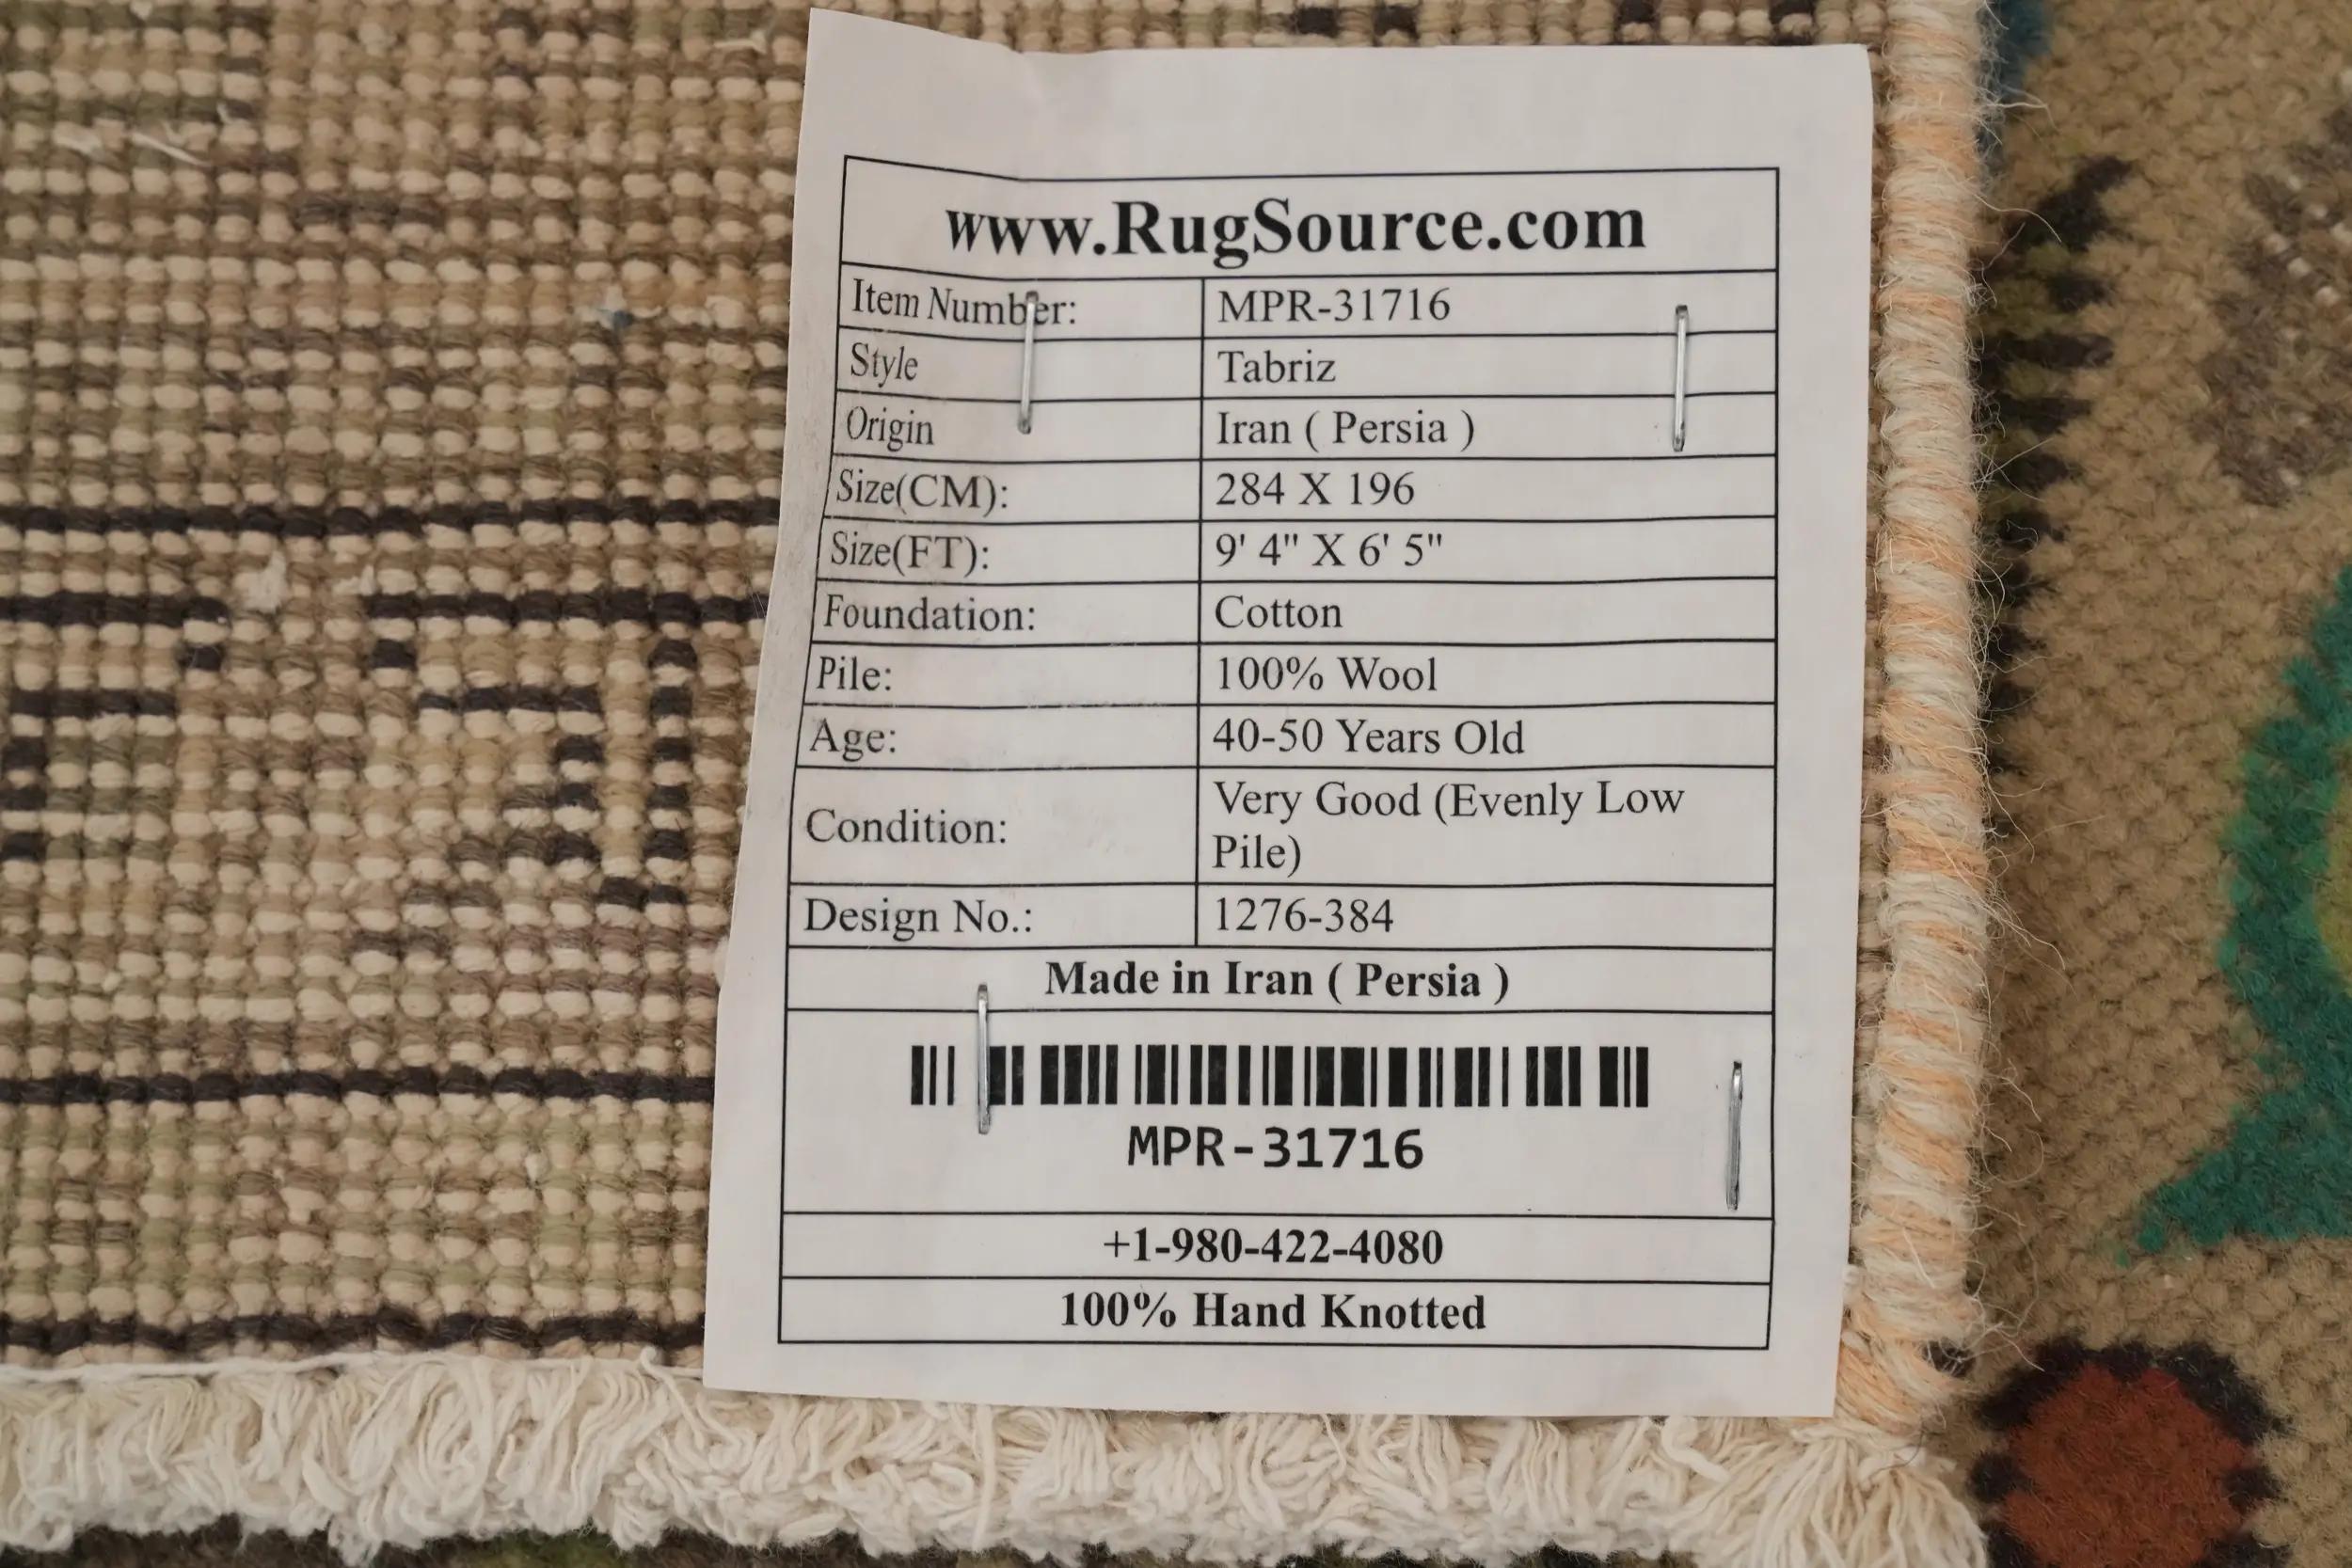 www.RugSource.com
Item Number: MPR-31716
Style Tabriz
Origin Iran ( Persia )
Size(CM): 284 X 196
Size(FT): 9' 4" X 6' 5"
Foundation: Cotton
Pile: 100% Wool
Age: 40-50 Years Old
Condition: Very Good (Evenly Low
Pile)
Design No.: 1276-384
Made in Iran ( Persia )
MPR-31716
+1-980-422-4080
100% Hand Knotted